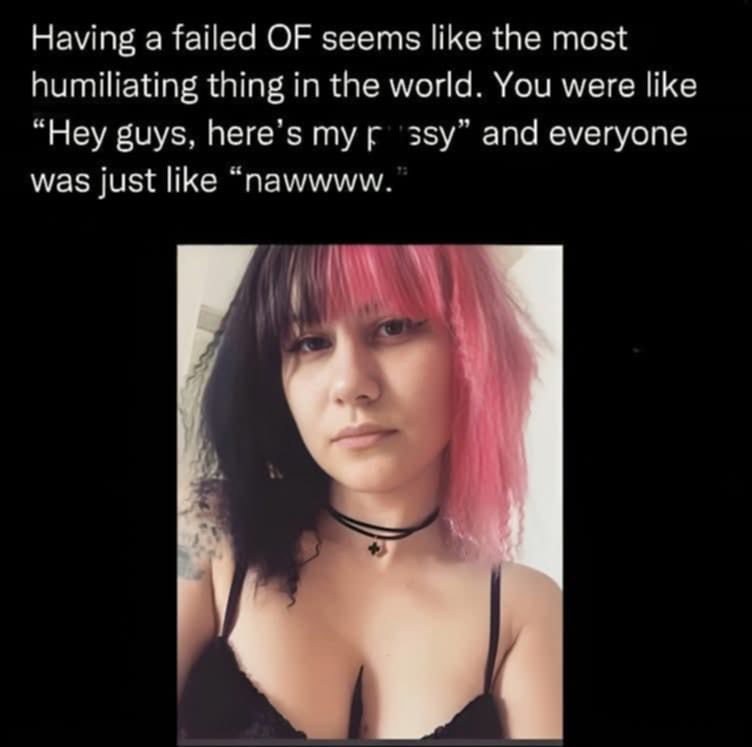 Having a failed OF seems like the most
humiliating thing in the world. You were like
“Hey guys, here’s my p ssy” and everyone
was just like “nawwww.”